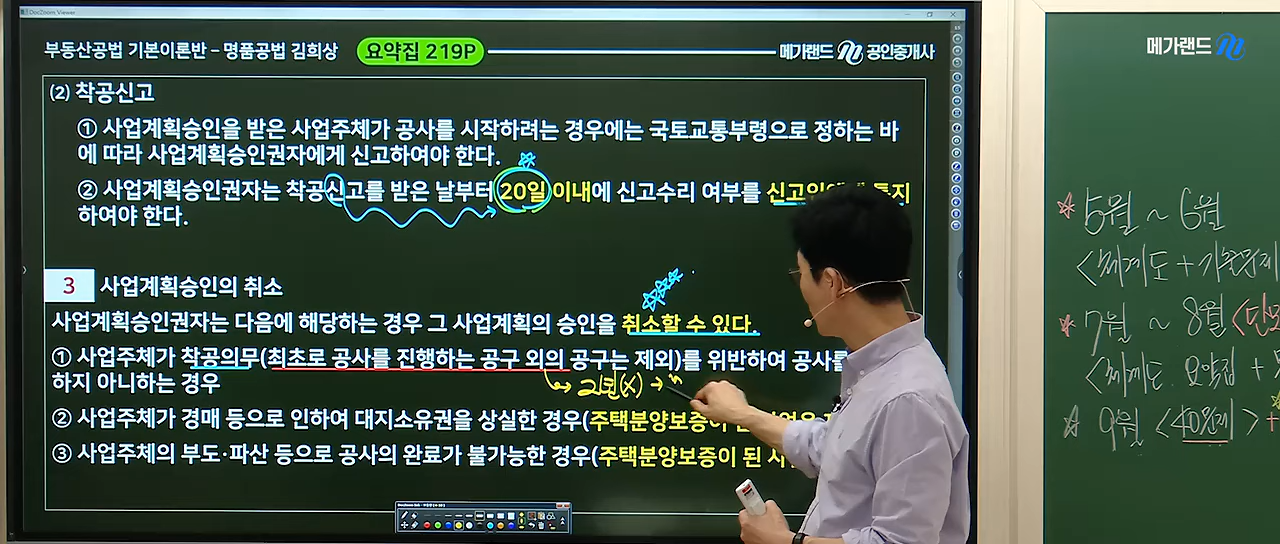 DocZoom Viewer
부동산공법 기본이론반 – 명품공법 김희상 요약집 219P 메가랜드 공인중개사
메가랜드
(2) 착공신고
① 사업계획승인을 받은 사업주체가 공사를 시작하려는 경우에는 국토교통부령으로 정하는 바
에 따라 사업계획승인권자에게 신고하여야 한다.
② 사업계획승인권자는 착공신고를 받은 날부터 20일 이내에 신고수리 여부를 통지
하여야 한다.
3 사업계획승인의 취소
사업계획승인권자는 다음에 해당하는 경우 그 사업계획의 승인을 취소할 수 있다.
① 사업주체가 착공의무(최초로 공사를 진행하는 공구 외의 공구는 제외)를 위반하여 공사를
하지 아니하는 경우
② 사업주체가 경매 등으로 인하여 대지소유권을 상실한 경우(주택분양보증이
③ 사업주체의 부도·파산 등으로 공사의 완료가 불가능한 경우(주택분양보증이 된
5월 ~ 6월
<체계도 +
7월 ~ 8월
<체계도. 요약집 +
9월 <40문제> +